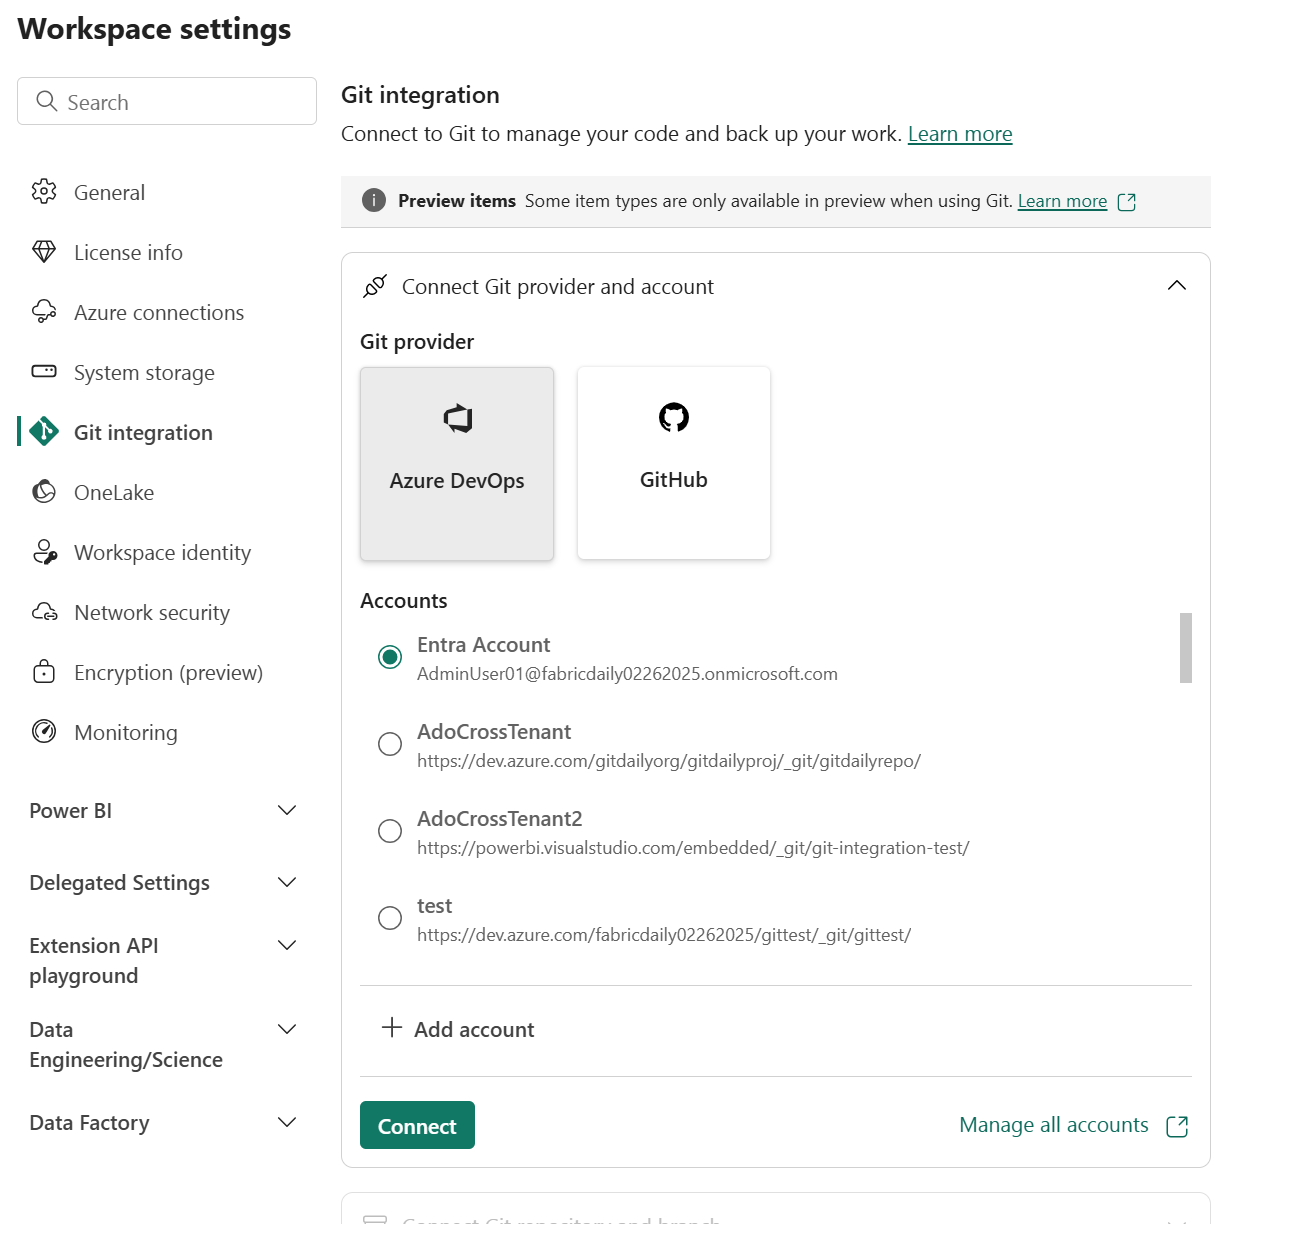 Workspace settings
Search
General
License info
Azure connections
System storage
Git integration
OneLake
Workspace identity
Network security
Encryption (preview)
Monitoring
Power BI
Delegated Settings
Extension API
playground
Data
Engineering/Science
Data Factory
Git integration
Connect to Git to manage your code and back up your work. Learn more
Preview items Some item types are only available in preview when using Git. Learn more
Connect Git provider and account
Git provider
Azure DevOps
GitHub
Accounts
Entra Account
AdminUser01@fabricdaily02262025.onmicrosoft.com
AdoCrossTenant
https://dev.azure.com/gitdailyorg/gitdailyproj/_git/gitdailyrepo/
AdoCrossTenant2
https://powerbi.visualstudio.com/embedded/_git/git-integration-test/
test
https://dev.azure.com/fabricdaily02262025/gittest/_git/gittest/
Add account
Connect
Manage all accounts
Connect Git repository and branch